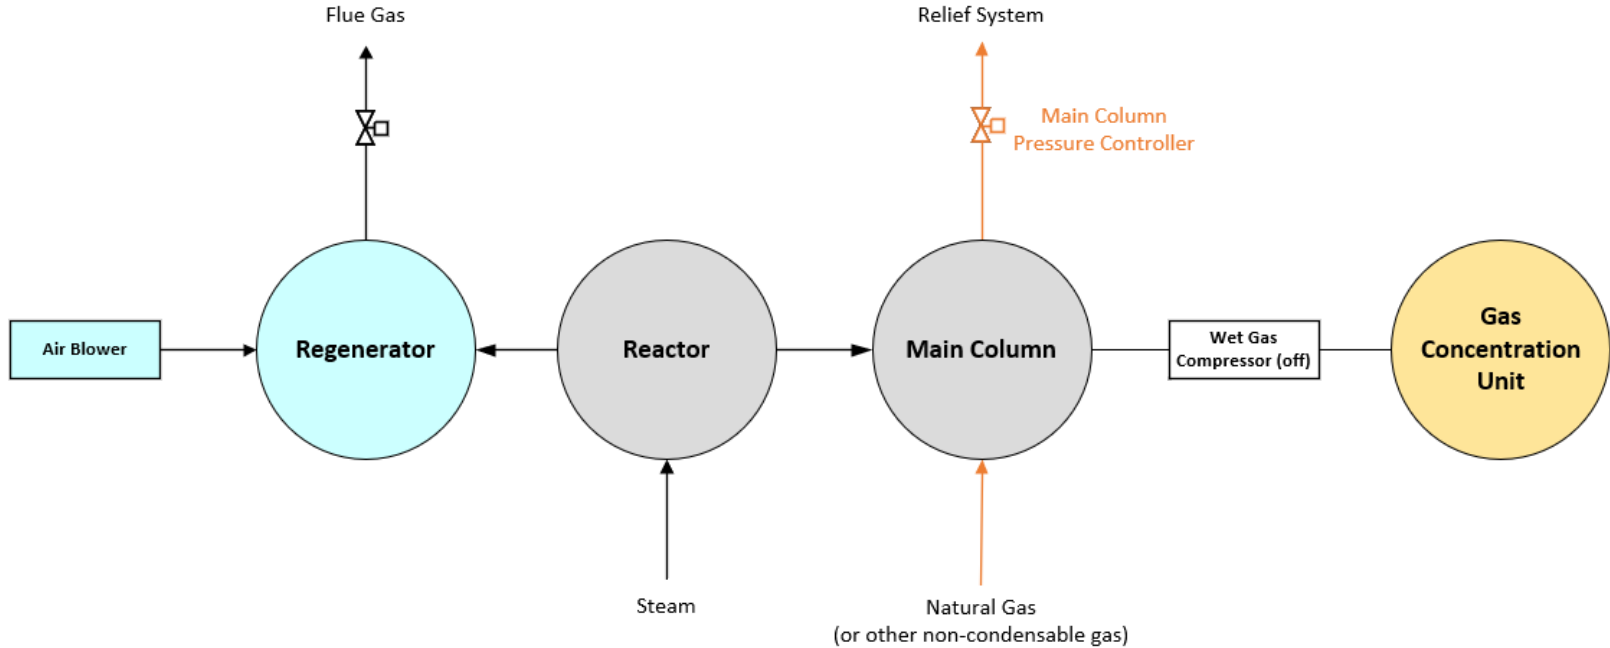 Flue Gas
Relief System
Main Column
Pressure Controller
Air Blower
Regenerator
Reactor
Main Column
Wet Gas
Compressor (off)
Gas
Concentration
Unit
Steam
Natural Gas
(or other non-condensable gas)